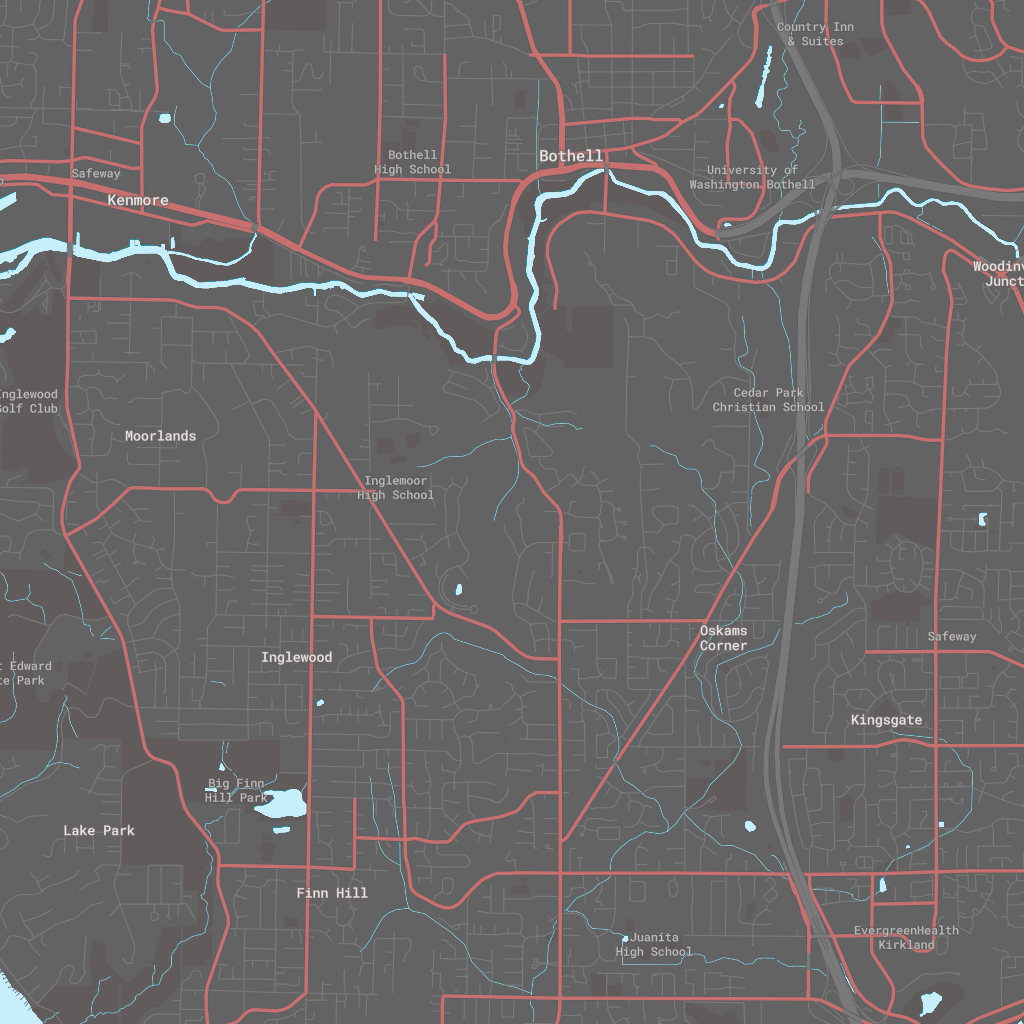 Country Inn
& Suites
Bothell
Bothell
High School
Safeway
University of
Washington Bothell
Kenmore
Junct
Cedar Park
Christian School
Golf Club
Moorlands
Inglemoor
High School
Oskams
Corner
Safeway
Inglewood
Edward
Park
Kingsgate
Big Finn
Hill Park
Lake Park
Finn Hill
EvergreenHealth
Kirkland
Juanita
High School